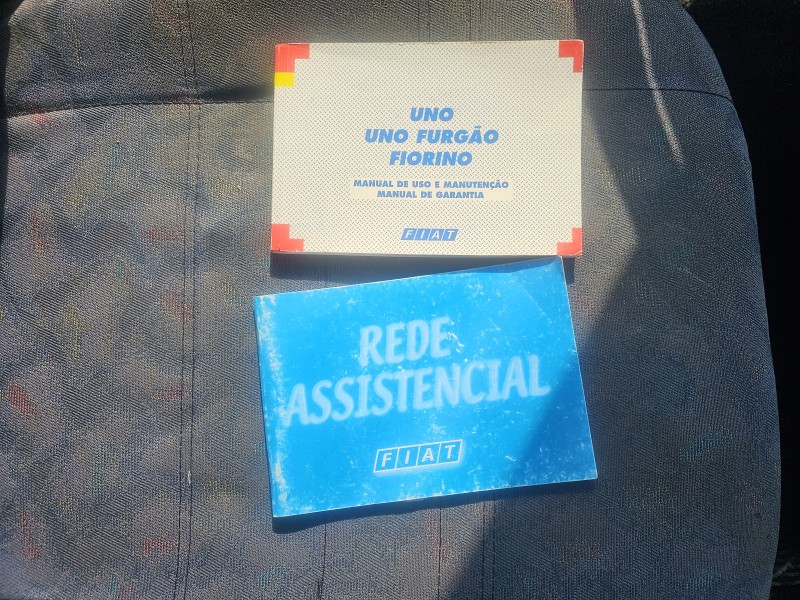 UNO
UNO FURGÃO
FIORINO
MANUAL DE USO E MANUTENÇÃO
MANUAL DE GARANTIA
FIAT
REDE
ASSISTENCIAL
FIAT